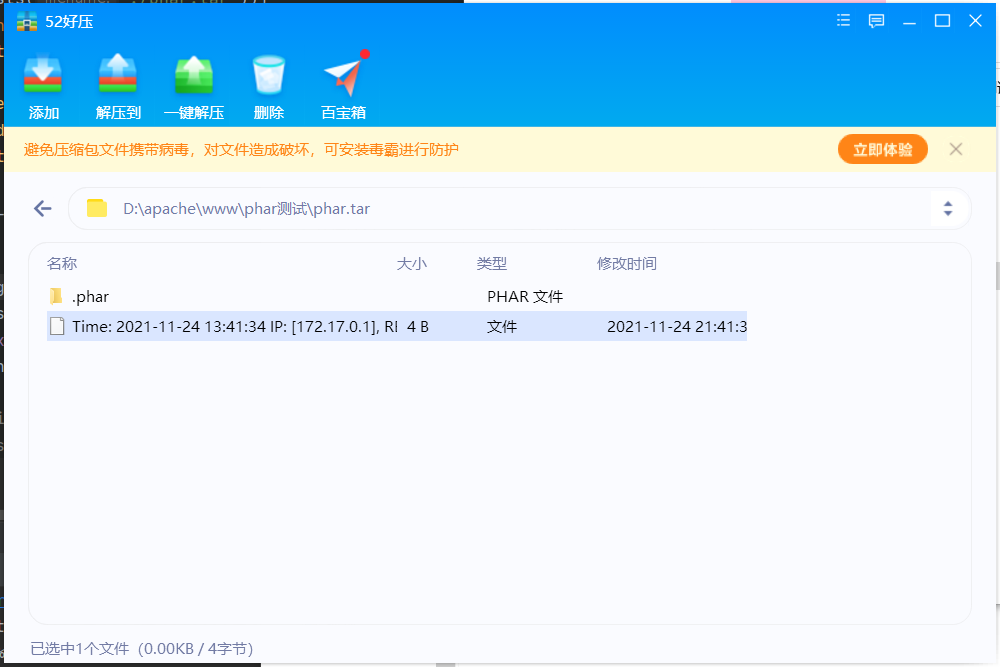 52好压
添加 解压到 一键解压 删除 百宝箱
避免压缩包文件携带病毒，对文件造成破坏，可安装毒霸进行防护 立即体验
D:\apache\www\phar测试\phar.tar
名称 大小 类型 修改时间
.phar PHAR 文件
Time: 2021-11-24 13:41:34 IP: [172.17.0.1], RI 4 B 文件 2021-11-24 21:41:3
已选中1个文件（0.00KB / 4字节）